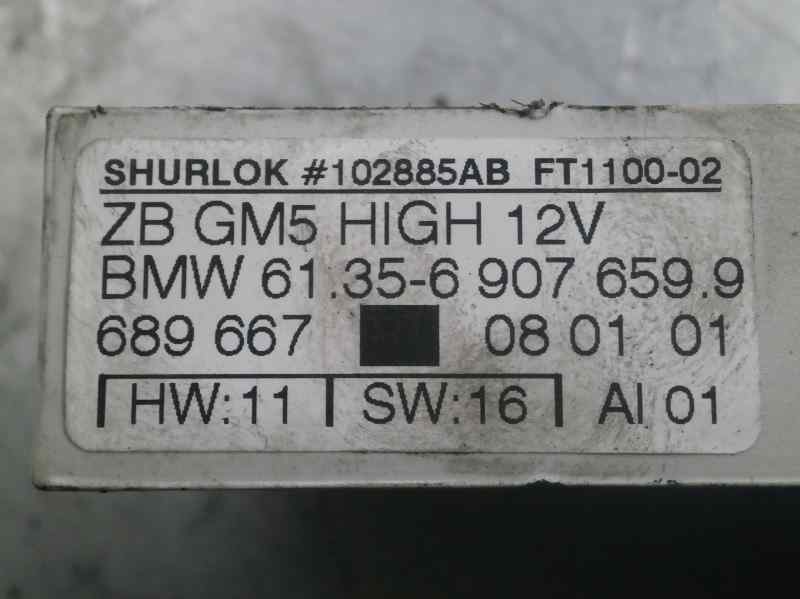 SHURLOK #102885AB FT1100-02
ZB GM5 HIGH 12V
BMW 61.35-6 907 659.9
689 667 08 01 01
HW:11 SW:16 AI 01